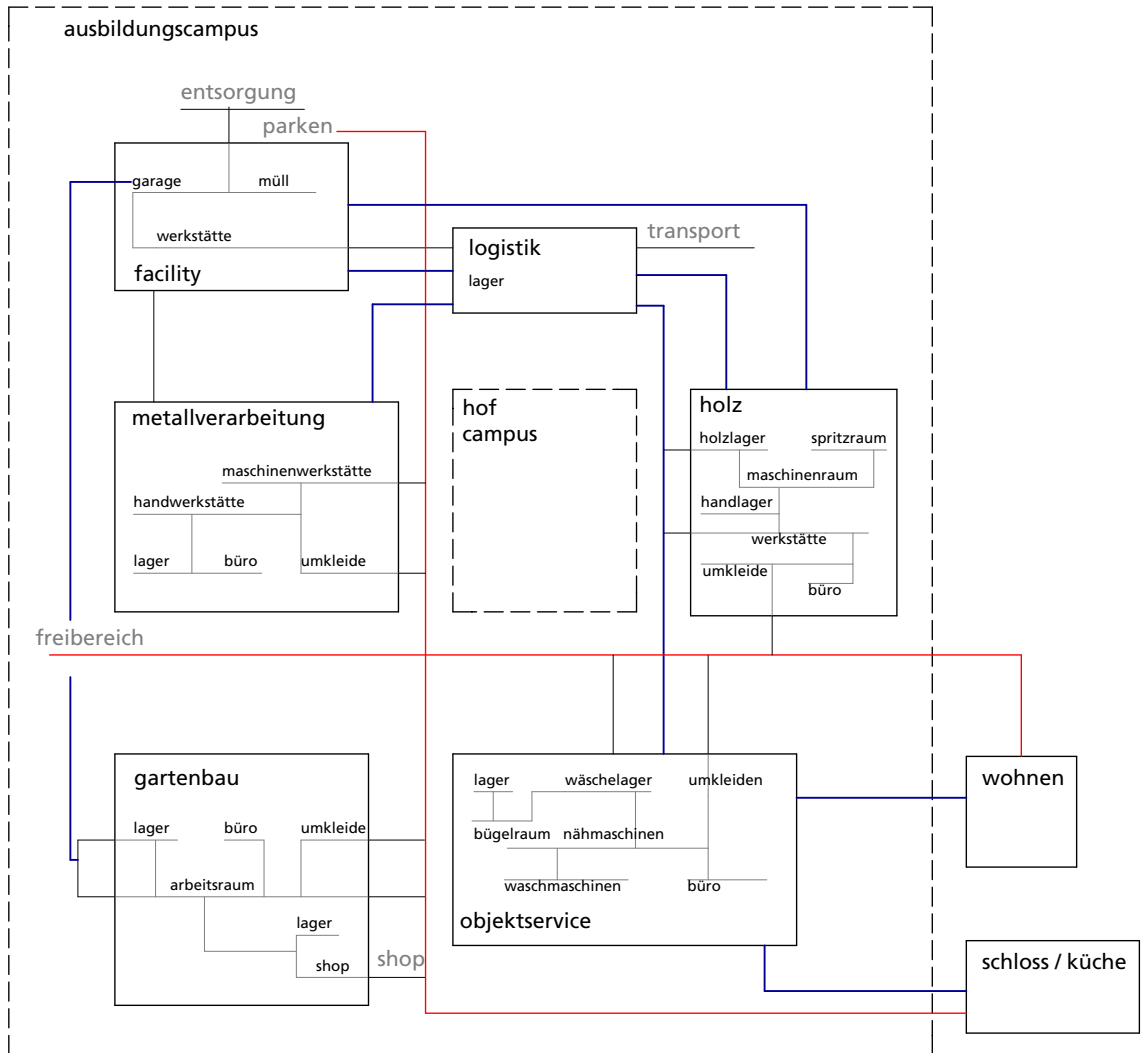 ausbildungscampus
entsorgung
parken
garage
müll
werkstätte
facility
logistik
lager
transport
metallverarbeitung
maschinenwerkstätte
handwerkstätte
lager
büro
umkleide
hof
campus
holz
holzlager
spritzraum
maschinenraum
handlager
werkstätte
umkleide
büro
freibereich
gartenbau
lager
büro
umkleide
arbeitsraum
lager
shop
shop
lager
wäschelager
umkleiden
bügelraum
nähmaschinen
waschmaschinen
büro
objektservice
wohnen
schloss / küche